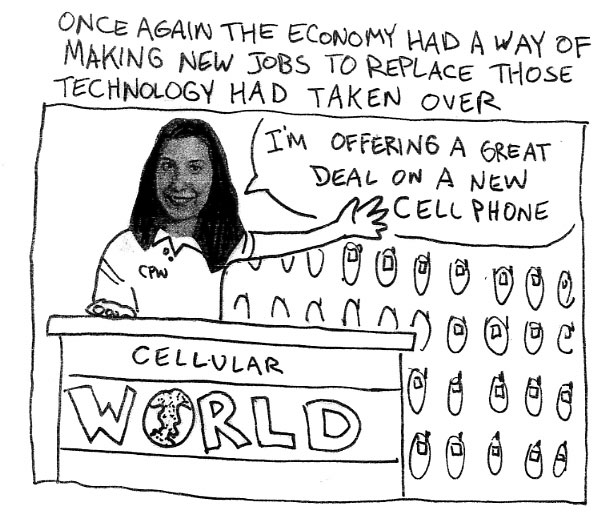 ONCE AGAIN THE ECONOMY HAD A WAY OF
MAKING NEW JOBS TO REPLACE THOSE
TECHNOLOGY HAD TAKEN OVER
I'M OFFERING A GREAT
DEAL ON A NEW
CELL PHONE
CPW
CELLULAR
WORLD